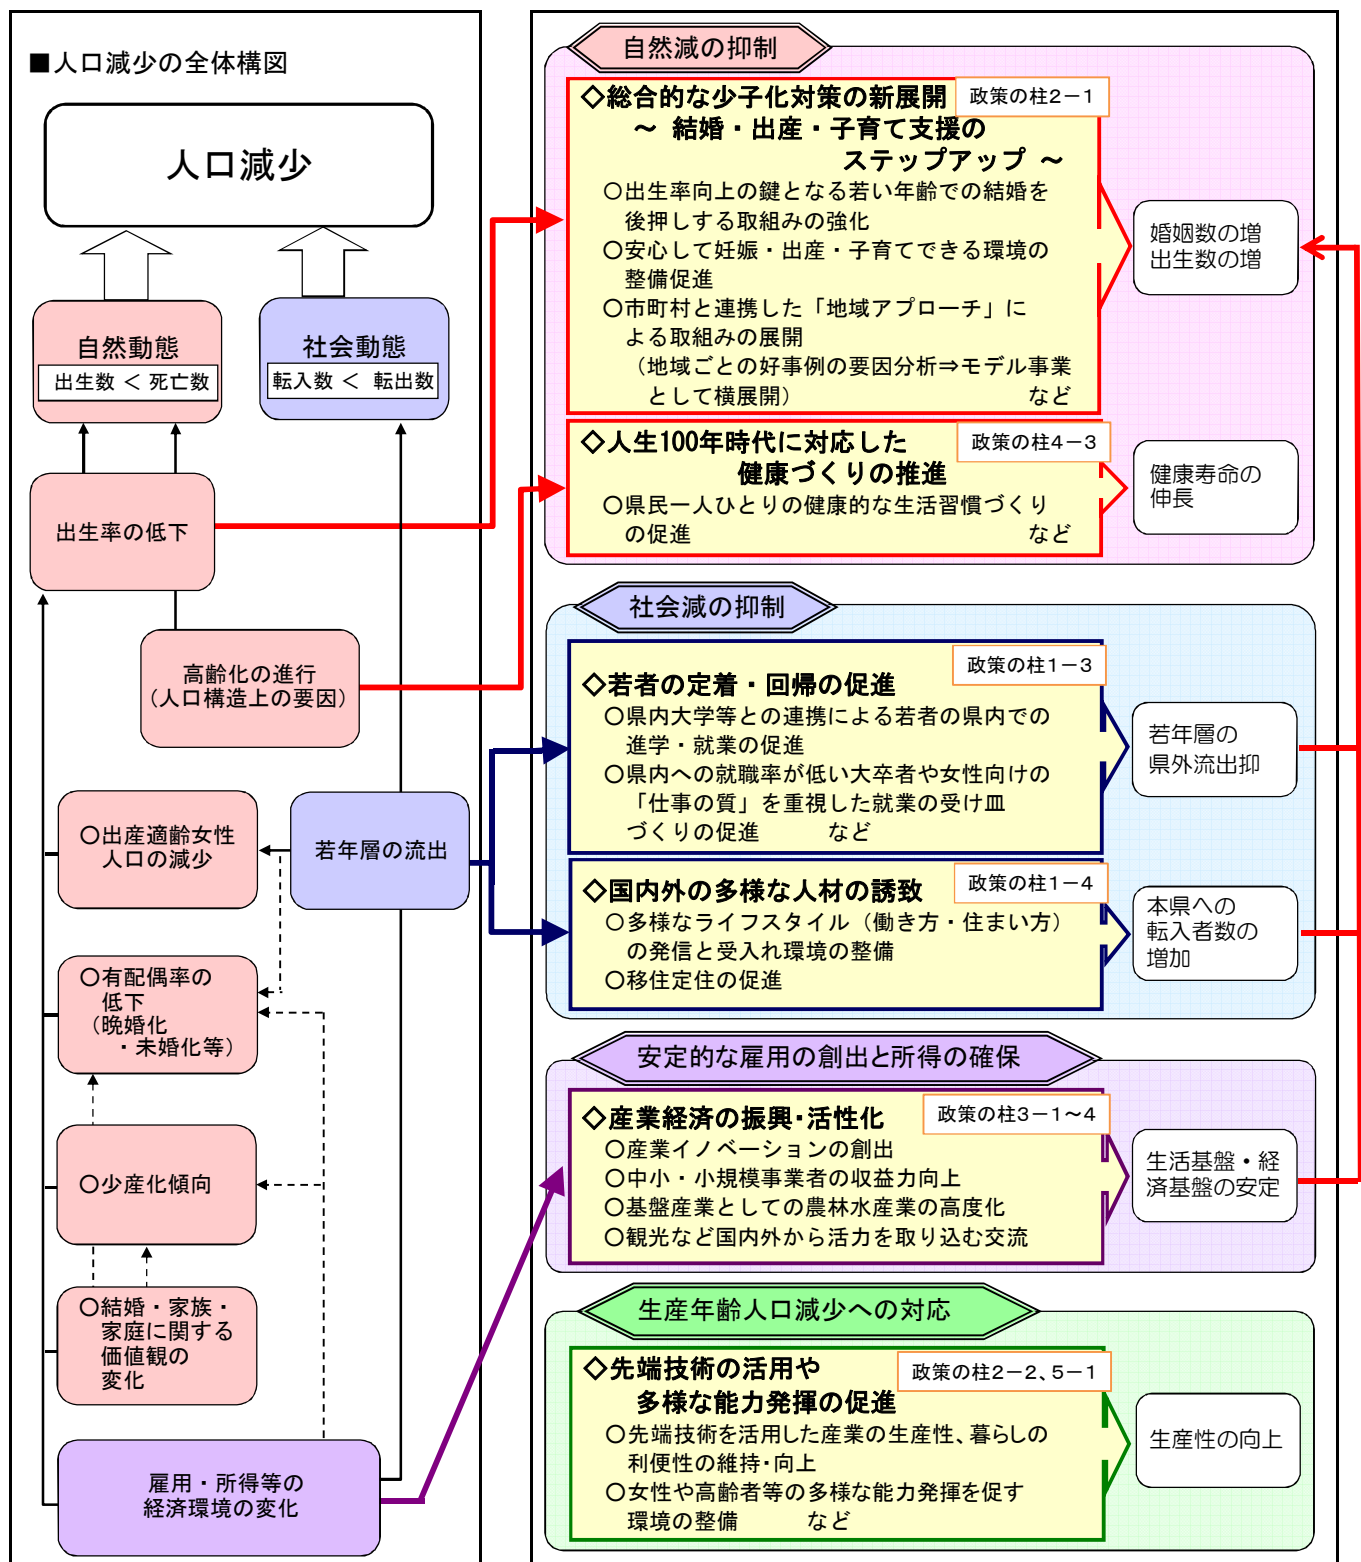 ■人口減少の全体構図
人口減少
自然動態
出生数 < 死亡数
社会動態
転入数 < 転出数
出生率の低下
高齢化の進行
(人口構造上の要因)
〇出産適齢女性
人口の減少
若年層の流出
〇有配偶率の
低下
(晩婚化
・未婚化等)
〇少産化傾向
〇結婚・家族・
家庭に関する
価値観の
変化
雇用・所得等の
経済環境の変化
自然減の抑制
◇総合的な少子化対策の新展開
政策の柱2-1
~ 結婚・出産・子育て支援の
ステップアップ ~
〇出生率向上の鍵となる若い年齢での結婚を
後押しする取組みの強化
〇安心して妊娠・出産・子育てできる環境の
整備促進
〇市町村と連携した「地域アプローチ」に
よる取組みの展開
(地域ごとの好事例の要因分析⇒モデル事業
として横展開) など
婚姻数の増
出生数の増
◇人生100年時代に対応した
政策の柱4-3
健康づくりの推進
〇県民一人ひとりの健康的な生活習慣づくり
の促進 など
健康寿命の
伸長
社会減の抑制
政策の柱1-3
◇若者の定着・回帰の促進
〇県内大学等との連携による若者の県内での
進学・就業の促進
〇県内への就職率が低い大卒者や女性向けの
「仕事の質」を重視した就業の受け皿
づくりの促進 など
若年層の
県外流出抑
◇国内外の多様な人材の誘致
政策の柱1-4
〇多様なライフスタイル(働き方・住まい方)
の発信と受入れ環境の整備
〇移住定住の促進
本県への
転入者数の
増加
安定的な雇用の創出と所得の確保
◇産業経済の振興・活性化
政策の柱3-1~4
〇産業イノベーションの創出
〇中小・小規模事業者の収益力向上
〇基盤産業としての農林水産業の高度化
〇観光など国内外から活力を取り込む交流
生活基盤・経
済基盤の安定
生産年齢人口減少への対応
◇先端技術の活用や
政策の柱2-2、5-1
多様な能力発揮の促進
〇先端技術を活用した産業の生産性、暮らしの
利便性の維持・向上
〇女性や高齢者等の多様な能力発揮を促す
環境の整備 など
生産性の向上